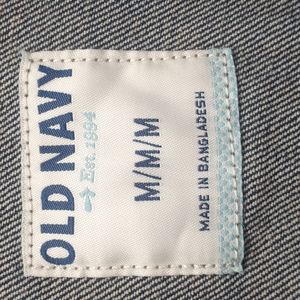 OLD NAVY
Est. 1994
M/M/M
MADE IN BANGLADESH